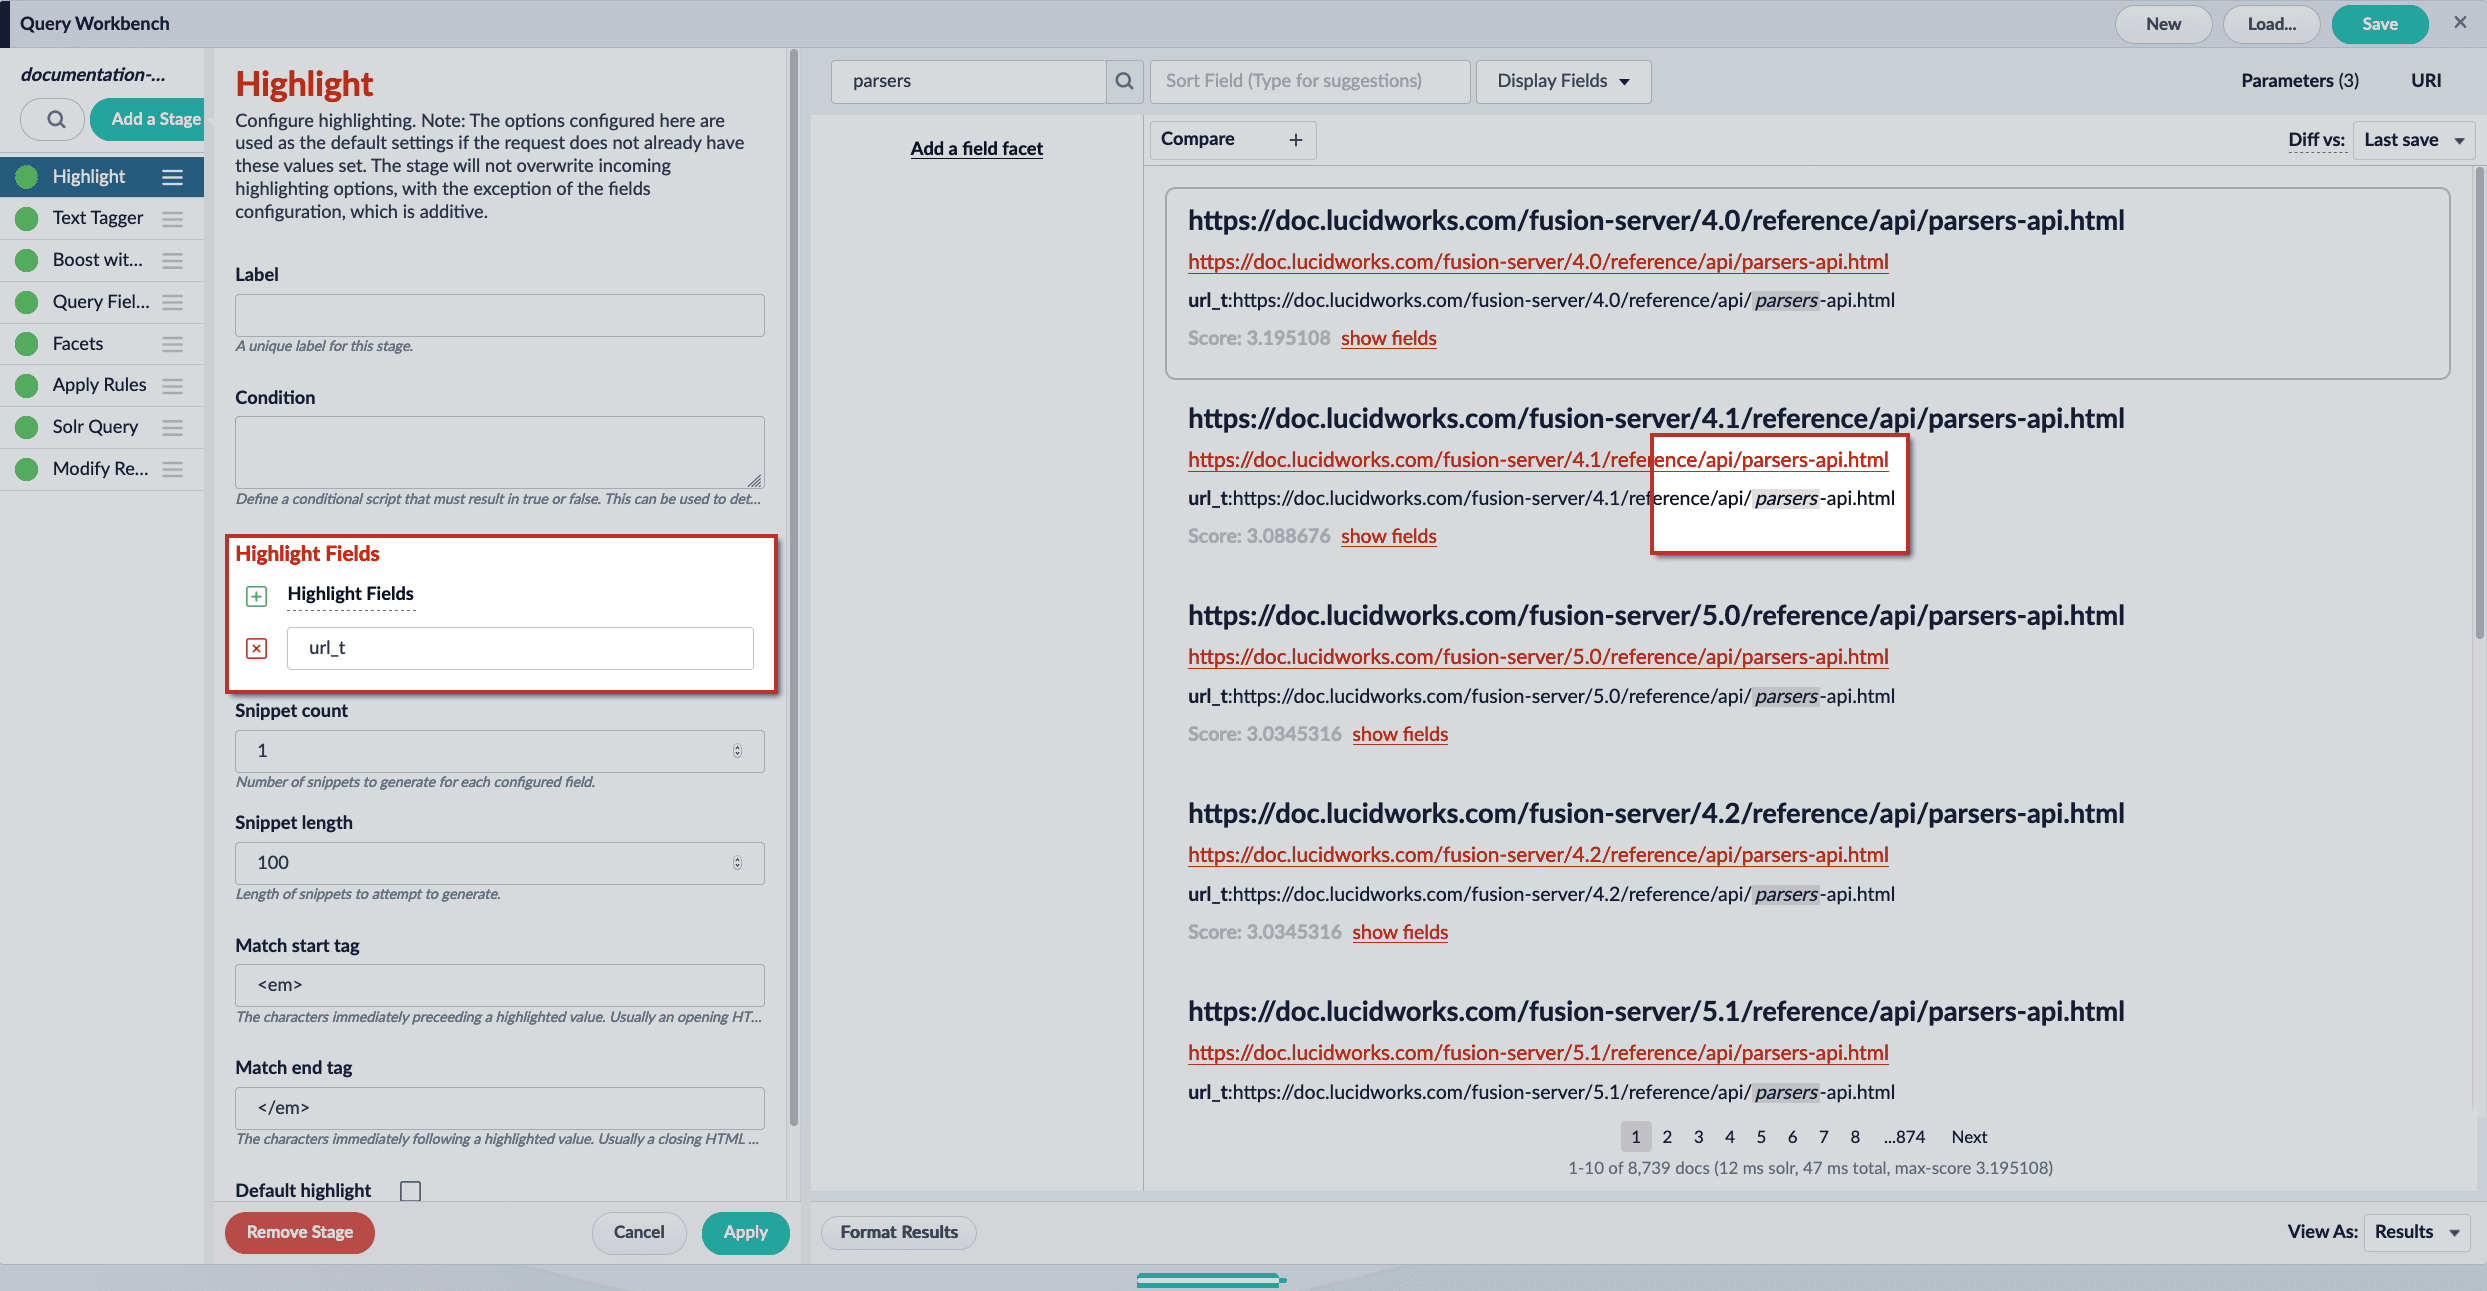 Query Workbench
New
Load...
Save
documentation-...
Add a Stage
Highlight
Text Tagger
Boost wit...
Query Fiel...
Facets
Apply Rules
Solr Query
Modify Re...
Highlight
Configure highlighting. Note: The options configured here are
used as the default settings if the request does not already have
these values set. The stage will not overwrite incoming
highlighting options, with the exception of the fields
configuration, which is additive.
Label
A unique label for this stage.
Condition
Define a conditional script that must result in true or false. This can be used to det...
Highlight Fields
Highlight Fields
url_t
Snippet count
1
Number of snippets to generate for each configured field.
Snippet length
100
Length of snippets to attempt to generate.
Match start tag
<em>
The characters immediately preceeding a highlighted value. Usually an opening HT...
Match end tag
</em>
The characters immediately following a highlighted value. Usually a closing HTML ...
Default highlight
Remove Stage
Cancel
Apply
parsers
Sort Field (Type for suggestions)
Display Fields
Parameters (3)
URI
Add a field facet
Compare +
Diff vs:
Last save
https://doc.lucidworks.com/fusion-server/4.0/reference/api/parsers-api.html
https://doc.lucidworks.com/fusion-server/4.0/reference/api/parsers-api.html
url_t:https://doc.lucidworks.com/fusion-server/4.0/reference/api/parsers-api.html
Score: 3.195108 show fields
https://doc.lucidworks.com/fusion-server/4.1/reference/api/parsers-api.html
https://doc.lucidworks.com/fusion-server/4.1/reference/api/parsers-api.html
url_t:https://doc.lucidworks.com/fusion-server/4.1/reference/api/parsers-api.html
Score: 3.088676 show fields
https://doc.lucidworks.com/fusion-server/5.0/reference/api/parsers-api.html
https://doc.lucidworks.com/fusion-server/5.0/reference/api/parsers-api.html
url_t:https://doc.lucidworks.com/fusion-server/5.0/reference/api/parsers-api.html
Score: 3.0345316 show fields
https://doc.lucidworks.com/fusion-server/4.2/reference/api/parsers-api.html
https://doc.lucidworks.com/fusion-server/4.2/reference/api/parsers-api.html
url_t:https://doc.lucidworks.com/fusion-server/4.2/reference/api/parsers-api.html
Score: 3.0345316 show fields
https://doc.lucidworks.com/fusion-server/5.1/reference/api/parsers-api.html
https://doc.lucidworks.com/fusion-server/5.1/reference/api/parsers-api.html
url_t:https://doc.lucidworks.com/fusion-server/5.1/reference/api/parsers-api.html
1 2 3 4 5 6 7 8 ...874 Next
1-10 of 8,739 docs (12 ms solr, 47 ms total, max-score 3.195108)
Format Results
View As:
Results